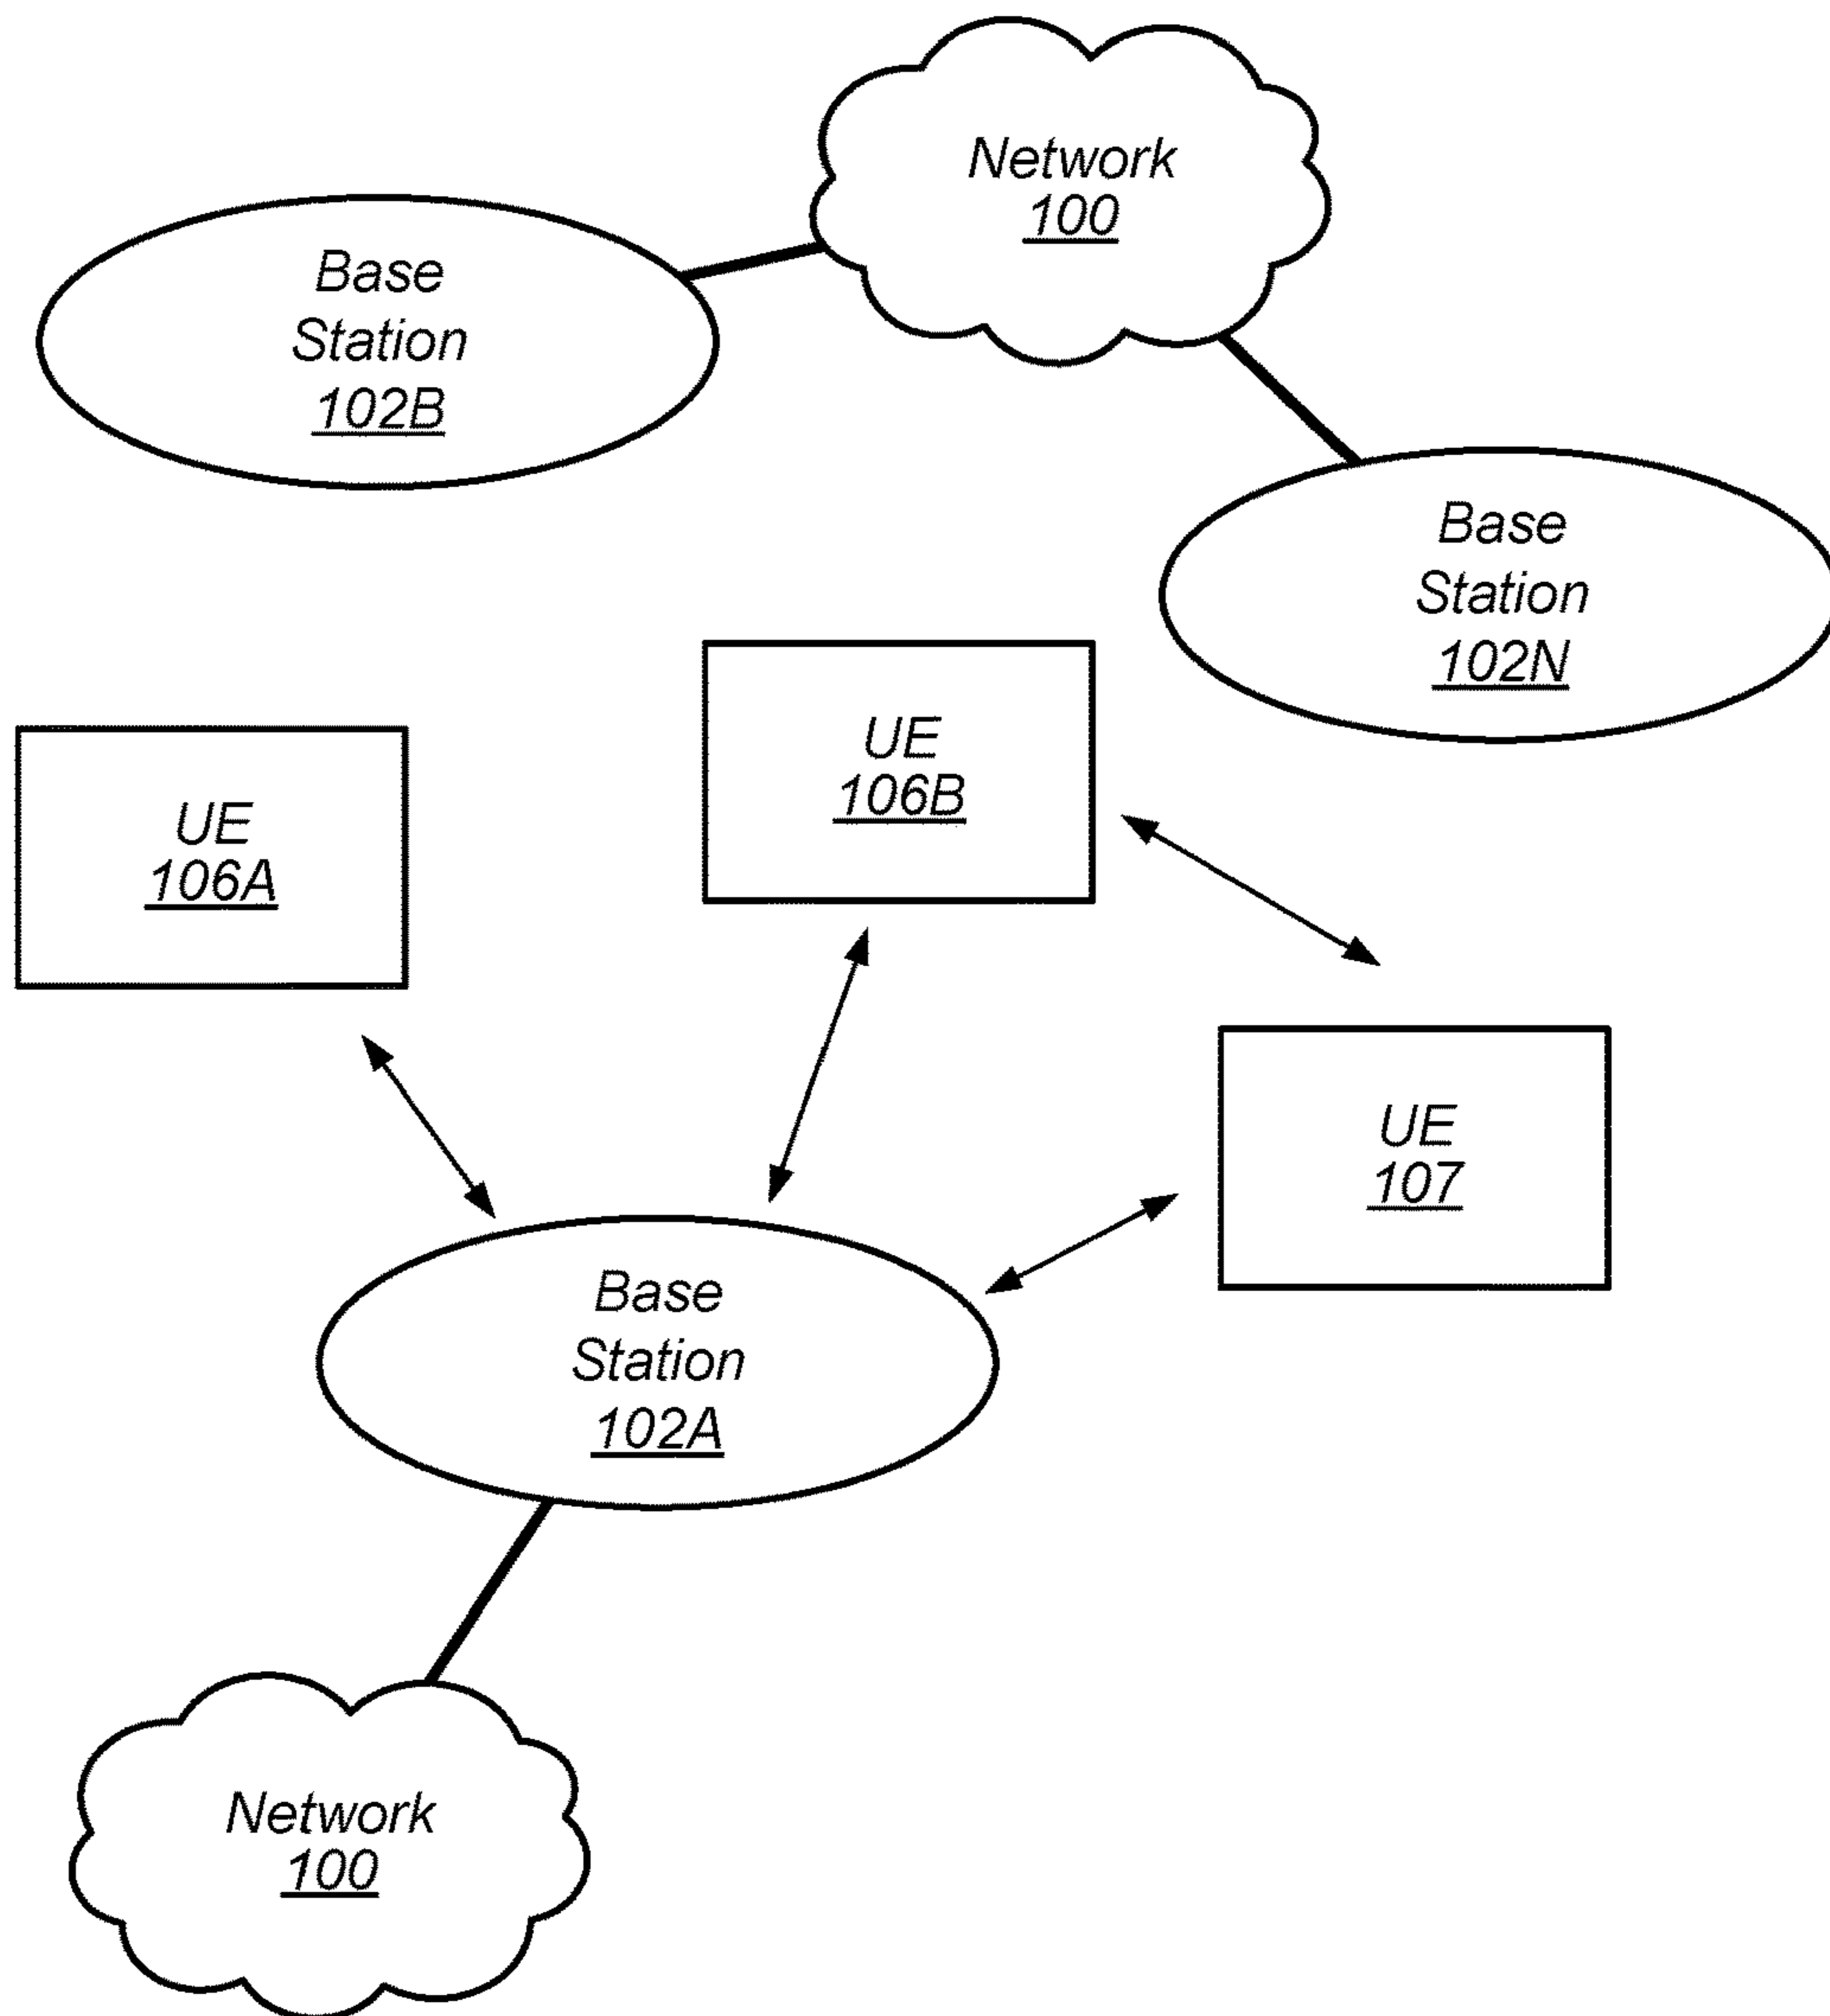 Network
100
Base
Station
102B
Base
Station
102N
UE
106B
UE
106A
UE
107
Base
Station
102A
Network
100